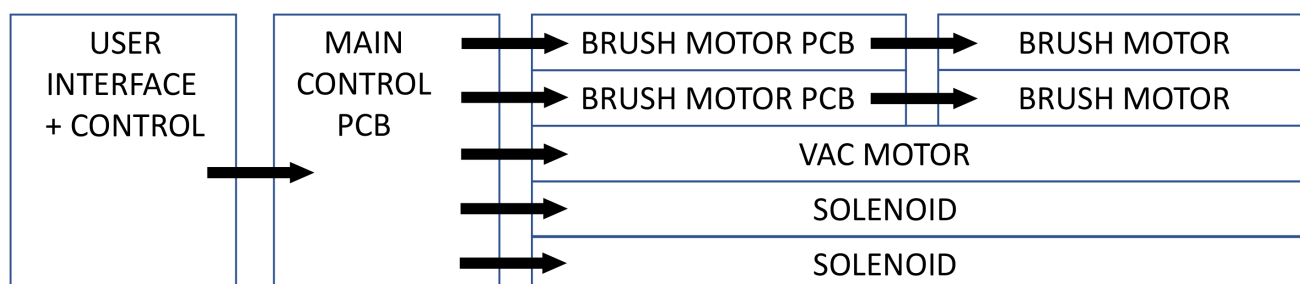 USER
INTERFACE
+ CONTROL
MAIN
CONTROL
PCB
BRUSH MOTOR PCB
BRUSH MOTOR
BRUSH MOTOR PCB
BRUSH MOTOR
VAC MOTOR
SOLENOID
SOLENOID